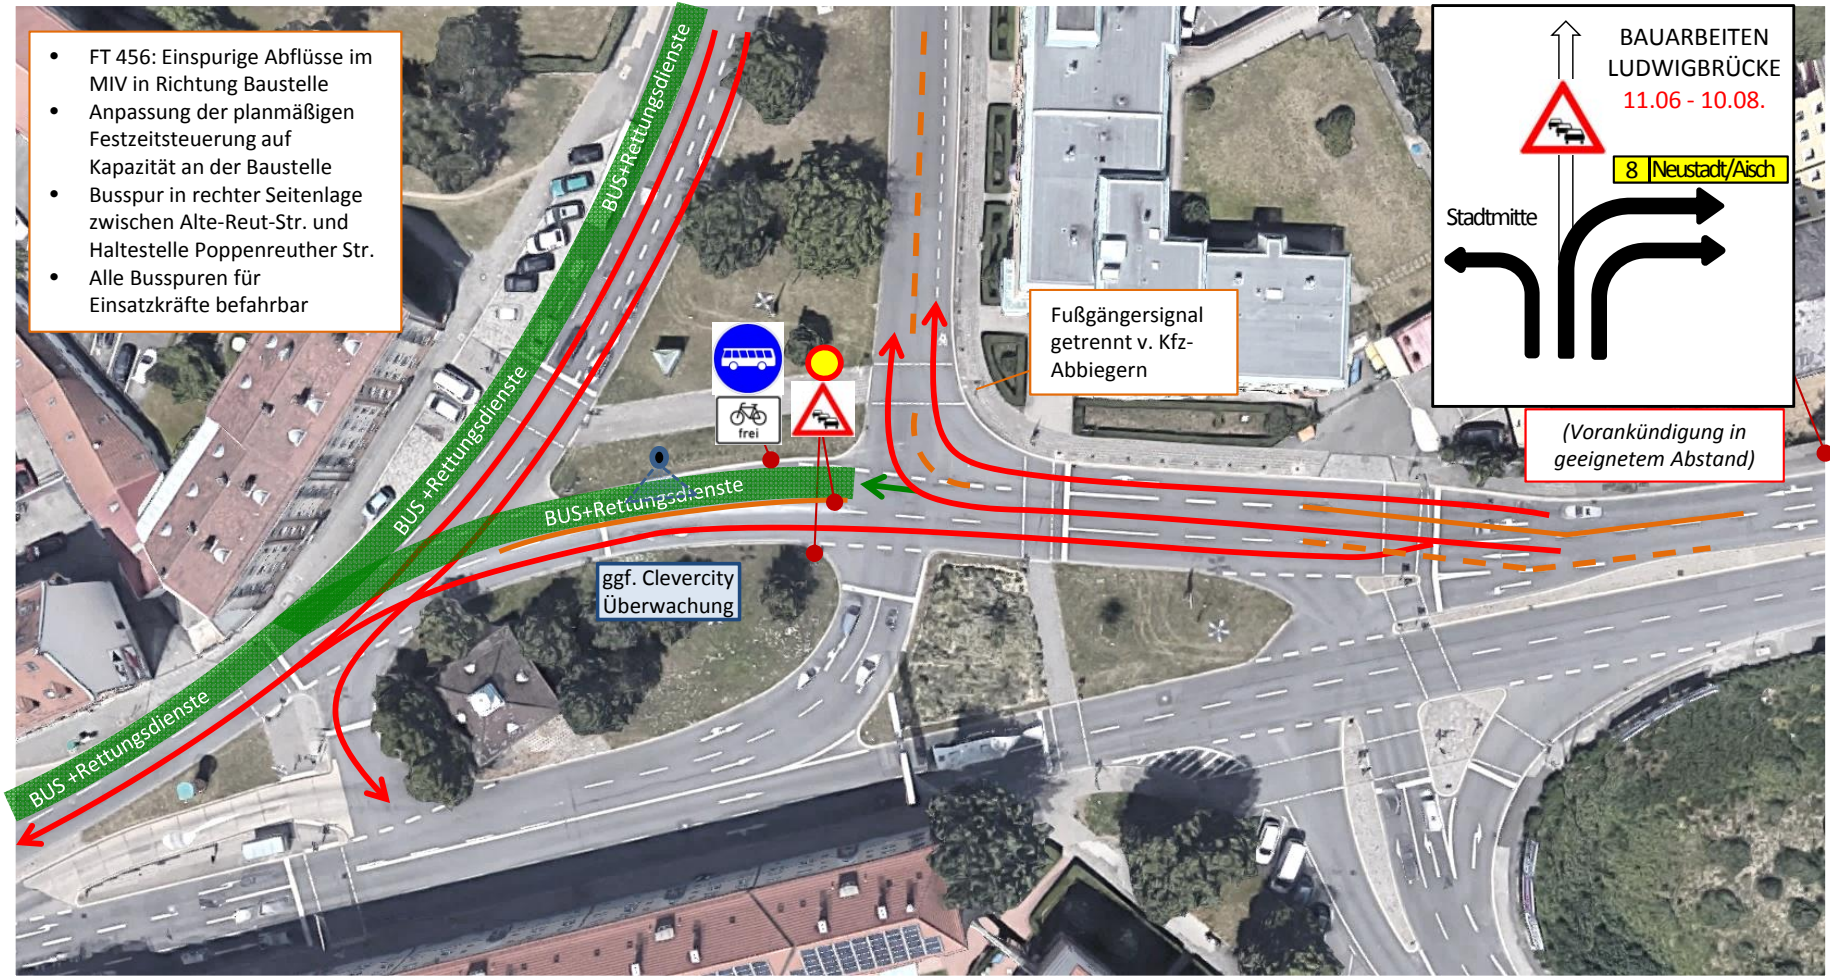 • FT 456: Einspurige Abflüsse im
MIV in Richtung Baustelle
• Anpassung der planmäßigen
Festzeitsteuerung auf
Kapazität an der Baustelle
• Busspur in rechter Seitenlage
zwischen Alte-Reut-Str. und
Haltestelle Poppenreuther Str.
• Alle Busspuren für
Einsatzkräfte befahrbar
BUS+Rettungsdienste
BUS +Rettungsdienste
BUS+Rettungsdienste
BUS +Rettungsdienste
frei
ggf. Clevercity
Überwachung
Fußgängersignal
getrennt v. Kfz-
Abbiegern
BAUARBEITEN
LUDWIGBRÜCKE
11.06 - 10.08.
8 Neustadt/Aisch
Stadtmitte
(Vorankündigung in
geeignetem Abstand)